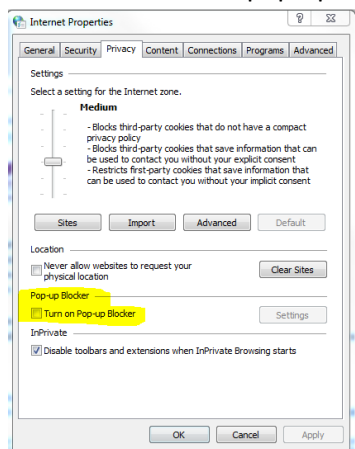 Internet Properties
General Security Privacy Content Connections Programs Advanced
Settings
Select a setting for the Internet zone.
Medium
- Blocks third-party cookies that do not have a compact
privacy policy
- Blocks third-party cookies that save information that can
be used to contact you without your explicit consent
- Restricts first-party cookies that save information that
can be used to contact you without your implicit consent
Sites Import Advanced Default
Location
Never allow websites to request your
physical location
Clear Sites
Pop-up Blocker
Turn on Pop-up Blocker Settings
InPrivate
Disable toolbars and extensions when InPrivate Browsing starts
OK Cancel Apply